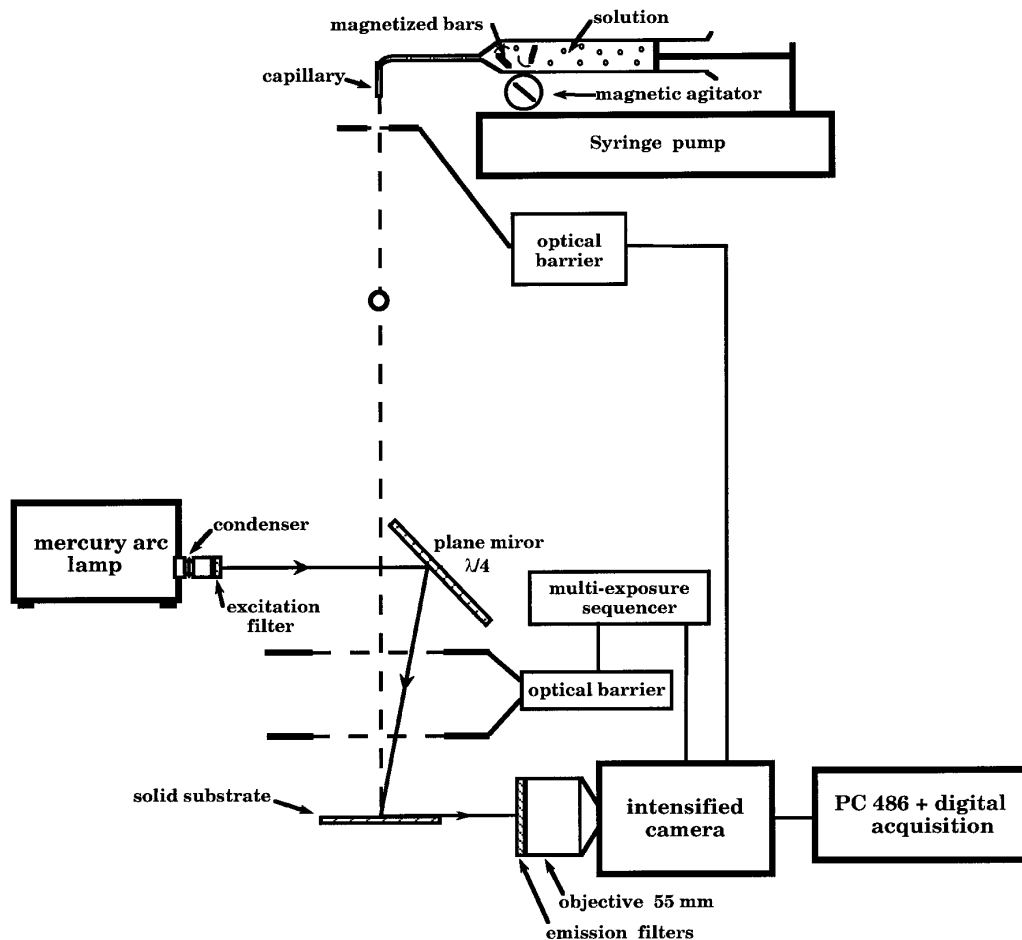 magnetized bars
solution
capillary
magnetic agitator
Syringe pump
optical
barrier
mercury arc
lamp
condenser
excitation
filter
plane miror
λ/4
multi-exposure
sequencer
optical barrier
solid substrate
intensified
camera
PC 486 + digital
acquisition
objective 55 mm
emission filters